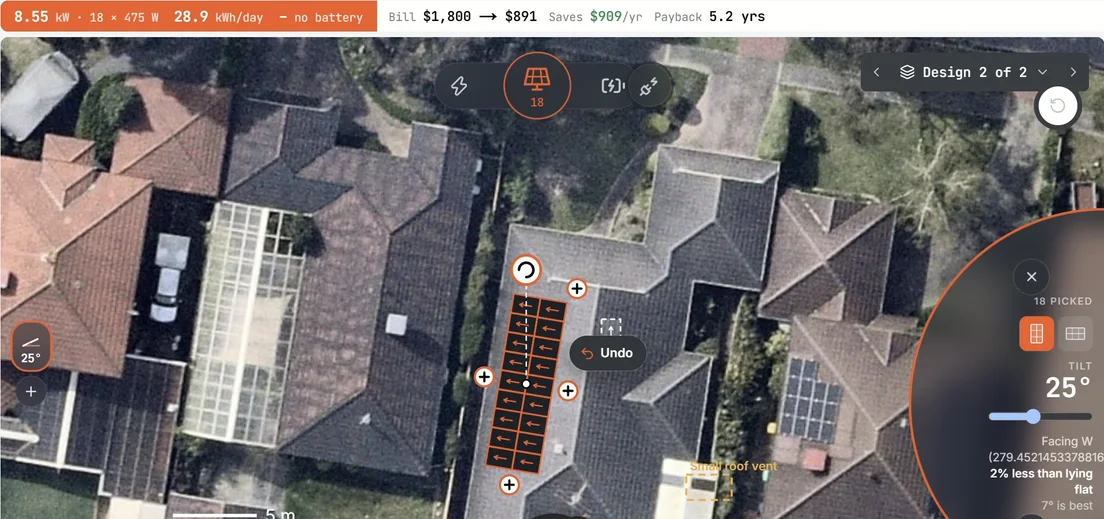 8.55 kW · 18 × 475 W 28.9 kWh/day — no battery Bill $1,800 → $891 Saves $909/yr Payback 5.2 yrs
18
Design 2 of 2
18 PICKED
Undo
25°
TILT
25°
Facing W
(279.4521453378816
2% less than lying
flat
7° is best
Small roof vent
5 m